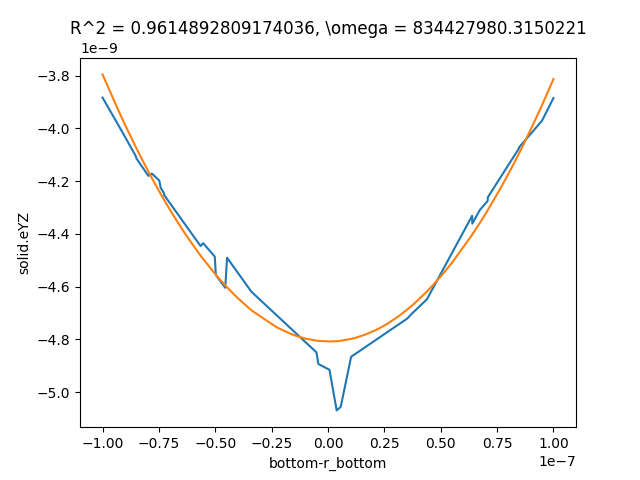 R^2 = 0.9614892809174036, \omega = 834427980.3150221
1e−9
−3.8
−4.0
−4.2
−4.4
−4.6
−4.8
−5.0
solid.eYZ
−1.00 −0.75 −0.50 −0.25 0.00 0.25 0.50 0.75 1.00
1e−7
bottom-r_bottom